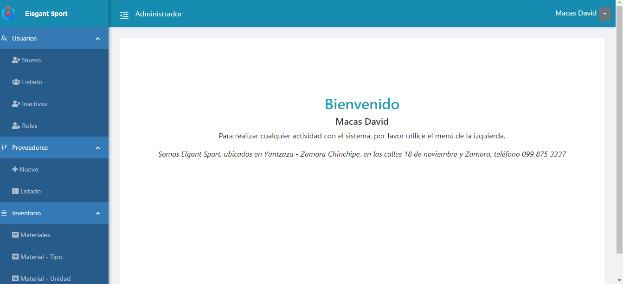 Elegant Sport
Administrador
Macas David
Usuarios
Nuevo
Listado
Inactivos
Roles
Proveedores
Nuevo
Listado
Inventario
Materiales
Material - Tipo
Material - Unidad
Bienvenido
Macas David
Para realizar cualquier actividad con el sistema, por favor utilice el menú de la izquierda.
Somos Elgant Sport, ubicados en Yantzaza - Zamora Chinchipe, en las calles 18 de noviembre y Zamora, teléfono 099 875 3337